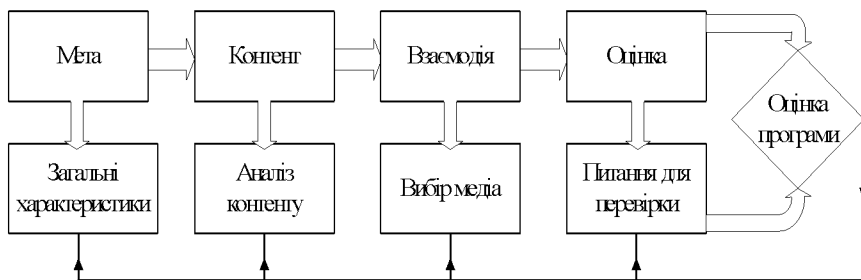 Мета
Контент
Взаємодія
Оцінка
Оцінка
програми
Загальні
характеристики
Аналіз
контенту
Вибір медіа
Питання для
перевірки